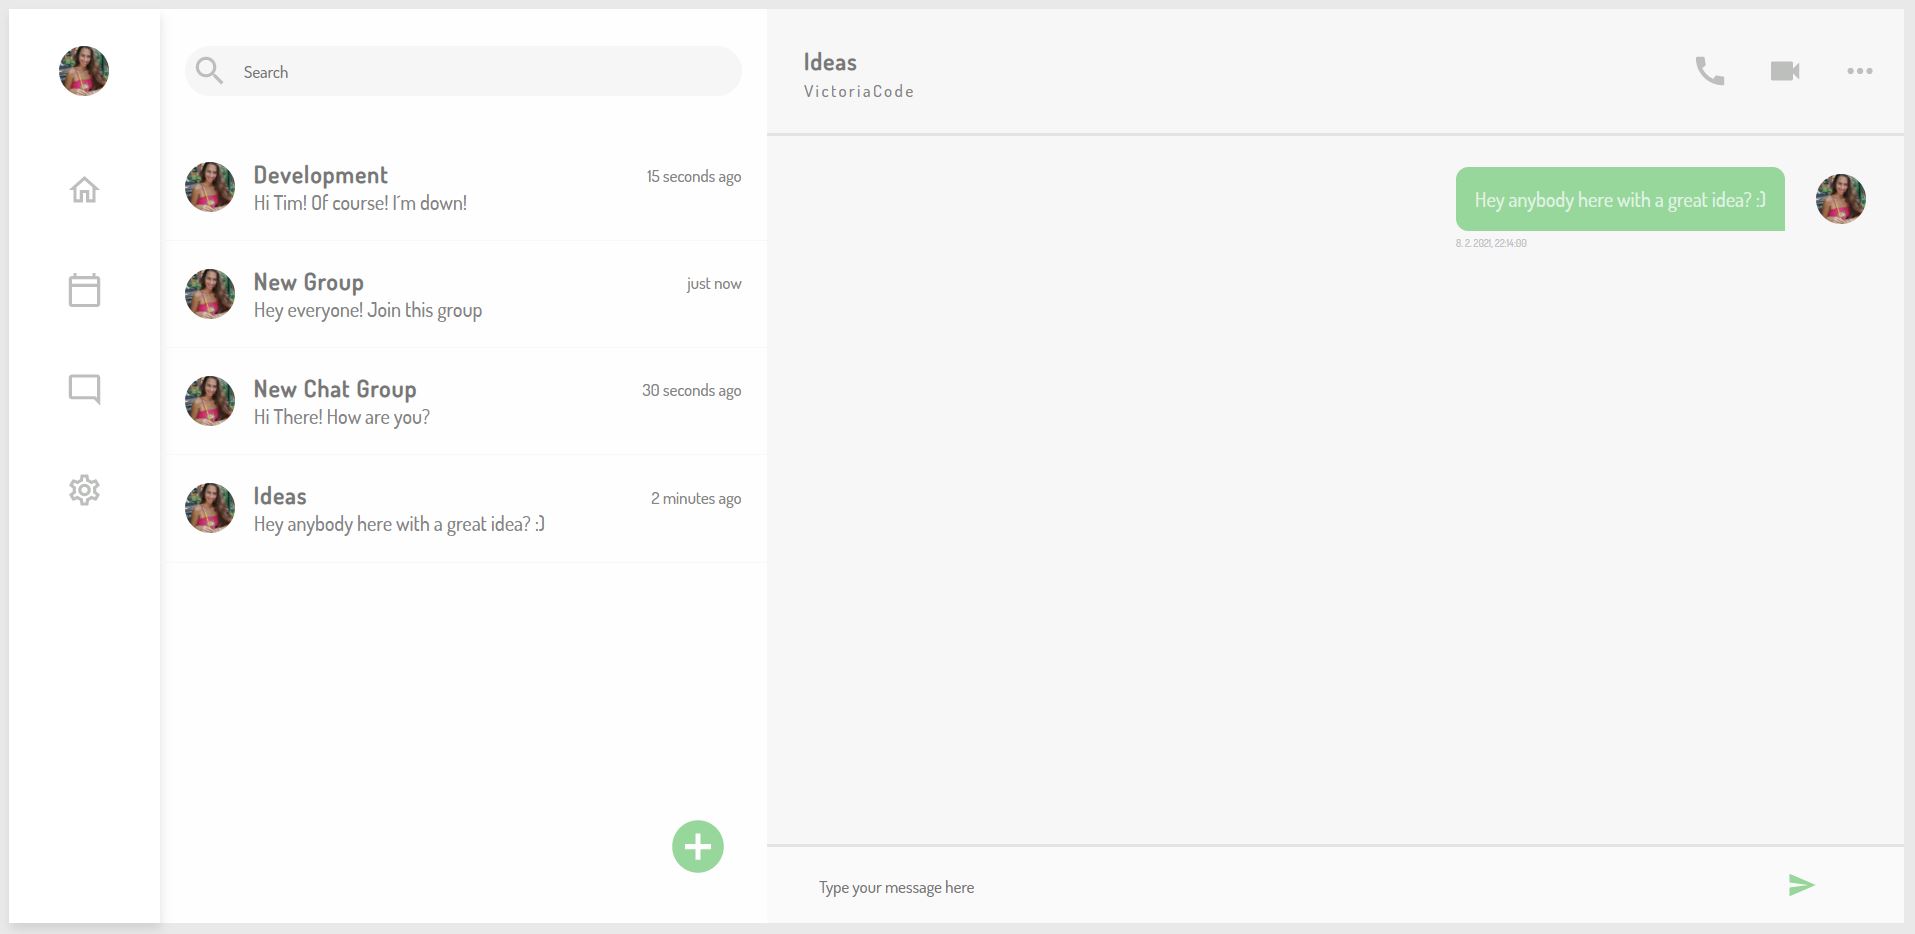 Search
Development
15 seconds ago
Hi Tim! Of course! I´m down!
New Group
just now
Hey everyone! Join this group
New Chat Group
30 seconds ago
Hi There! How are you?
Ideas
2 minutes ago
Hey anybody here with a great idea? :)
Ideas
VictoriaCode
Hey anybody here with a great idea? :)
8. 2. 2021, 22:14:00
Type your message here